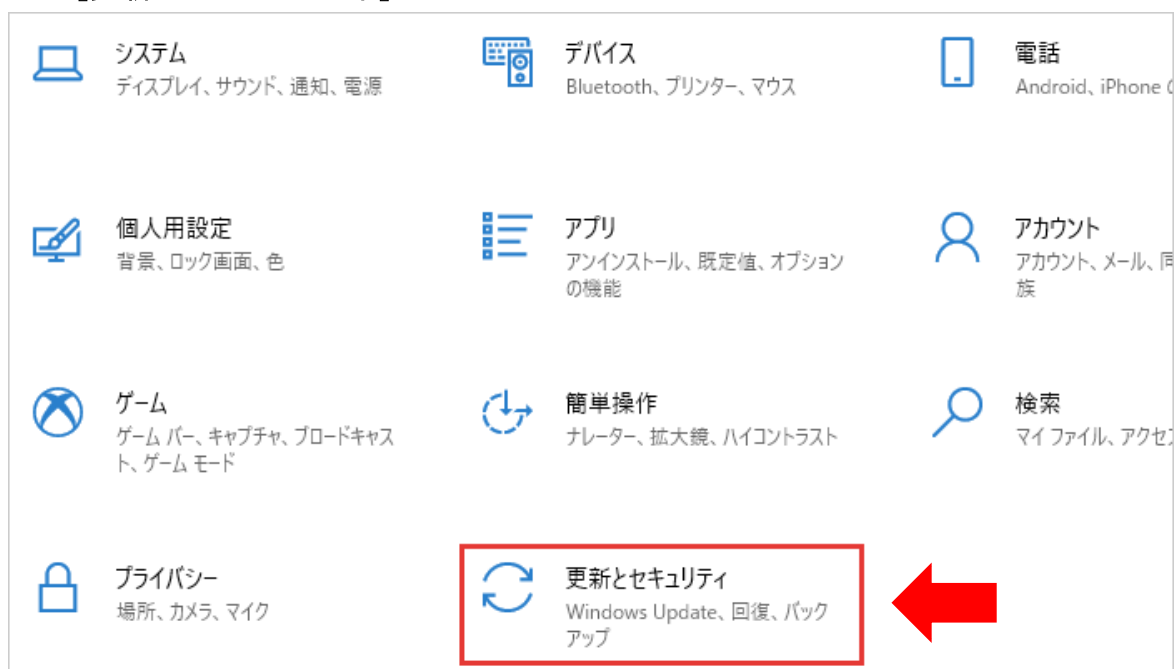 システム
ディスプレイ、サウンド、通知、電源
デバイス
Bluetooth、プリンター、マウス
電話
Android、iPhone
個人用設定
背景、ロック画面、色
アプリ
アンインストール、既定値、オプション
の機能
アカウント
アカウント、メール、同
族
ゲーム
ゲーム バー、キャプチャ、ブロードキャス
ト、ゲーム モード
簡単操作
ナレーター、拡大鏡、ハイコントラスト
検索
マイ ファイル、アクセス
プライバシー
場所、カメラ、マイク
更新とセキュリティ
Windows Update、回復、バック
アップ